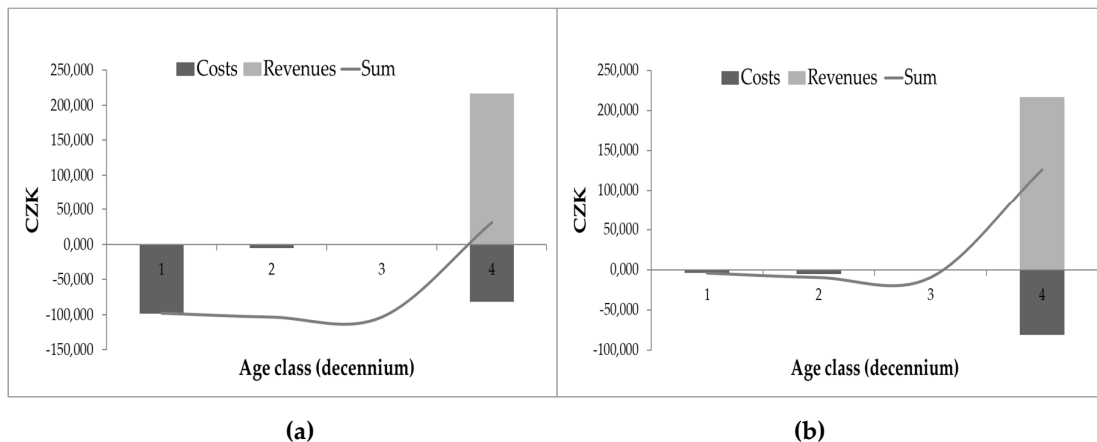 Costs Revenues Sum
250,000
200,000
150,000
100,000
50,000
0,000
-50,000
-100,000
-150,000
CZK
1 2 3 4
Age class (decennium)
(a)
Costs Revenues Sum
250,000
200,000
150,000
100,000
50,000
0,000
-50,000
-100,000
CZK
1 2 3 4
Age class (decennium)
(b)